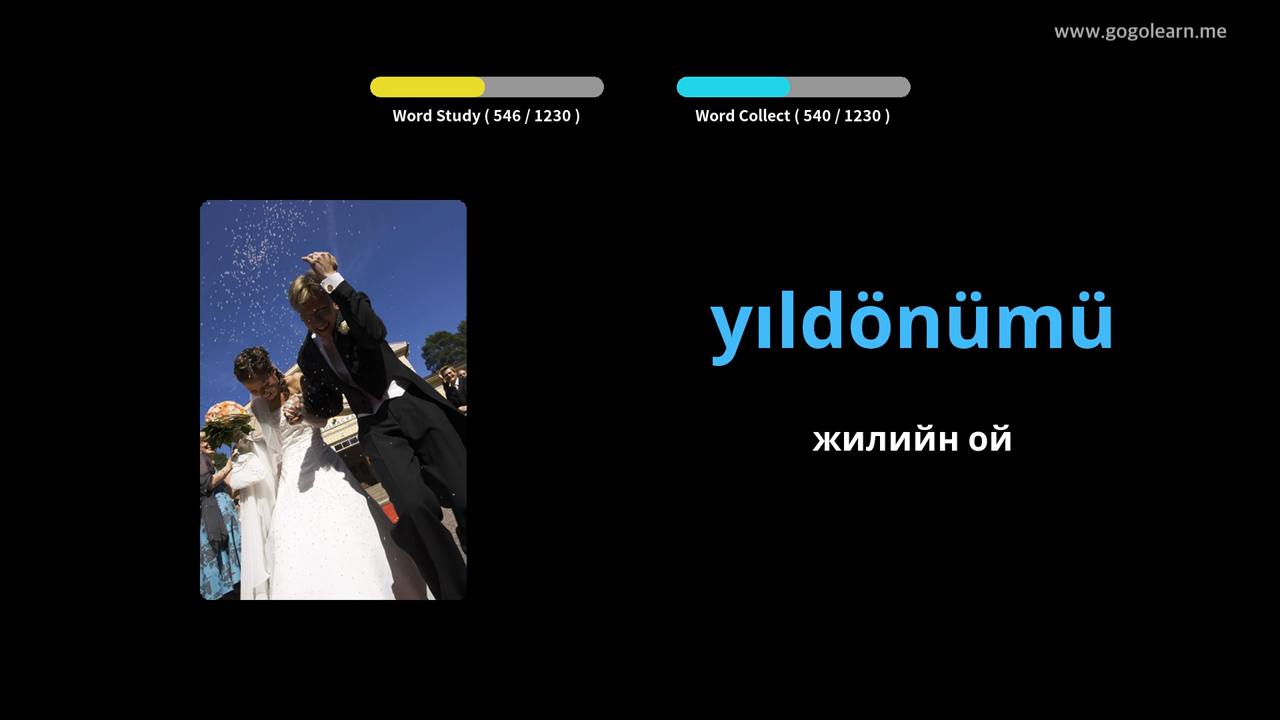 www.gogolearn.me
Word Study ( 546 / 1230 )
Word Collect ( 540 / 1230 )
yıldönümü
жилийн ой